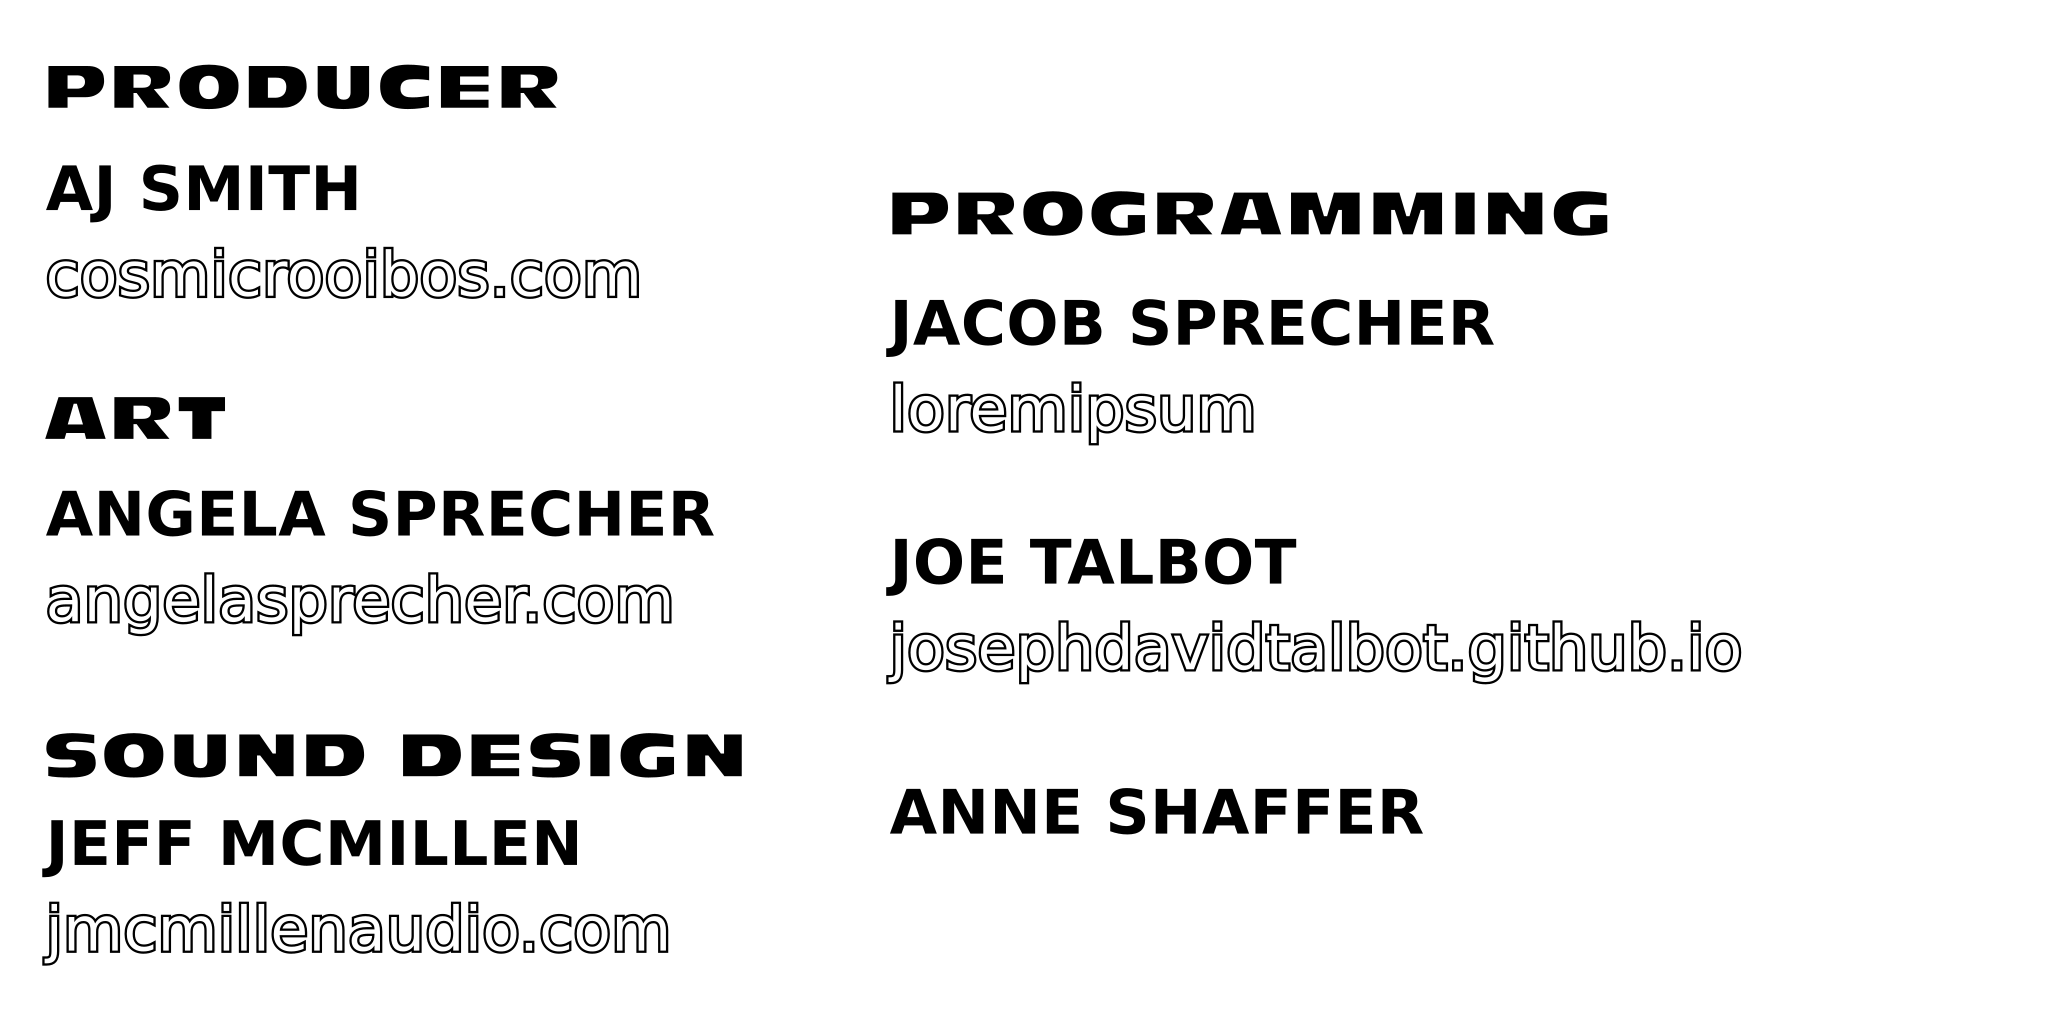 PRODUCER
AJ SMITH
cosmicrooibos.com
ART
ANGELA SPRECHER
angelasprecher.com
SOUND DESIGN
JEFF MCMILLEN
jmcmillenaudio.com
PROGRAMMING
JACOB SPRECHER
loremipsum
JOE TALBOT
josephdavidtalbot.github.io
ANNE SHAFFER